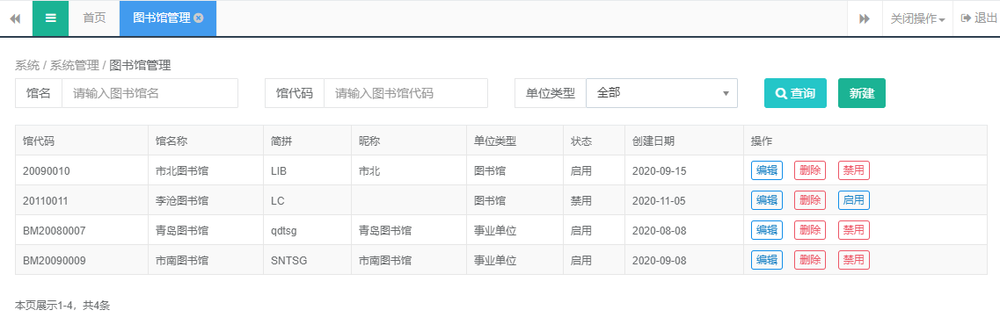 首页 图书馆管理 关闭操作 退出
系统 / 系统管理 / 图书馆管理
馆名 请输入图书馆名 馆代码 请输入图书馆代码 单位类型 全部 查询 新建
馆代码 馆名称 简拼 昵称 单位类型 状态 创建日期 操作
20090010 市北图书馆 LIB 市北 图书馆 启用 2020-09-15 编辑 删除 禁用
20110011 李沧图书馆 LC 图书馆 禁用 2020-11-05 编辑 删除 启用
BM20080007 青岛图书馆 qdtsg 青岛图书馆 事业单位 启用 2020-08-08 编辑 删除 禁用
BM20090009 市南图书馆 SNTSG 市南图书馆 事业单位 启用 2020-09-08 编辑 删除 禁用
本页展示1-4，共4条